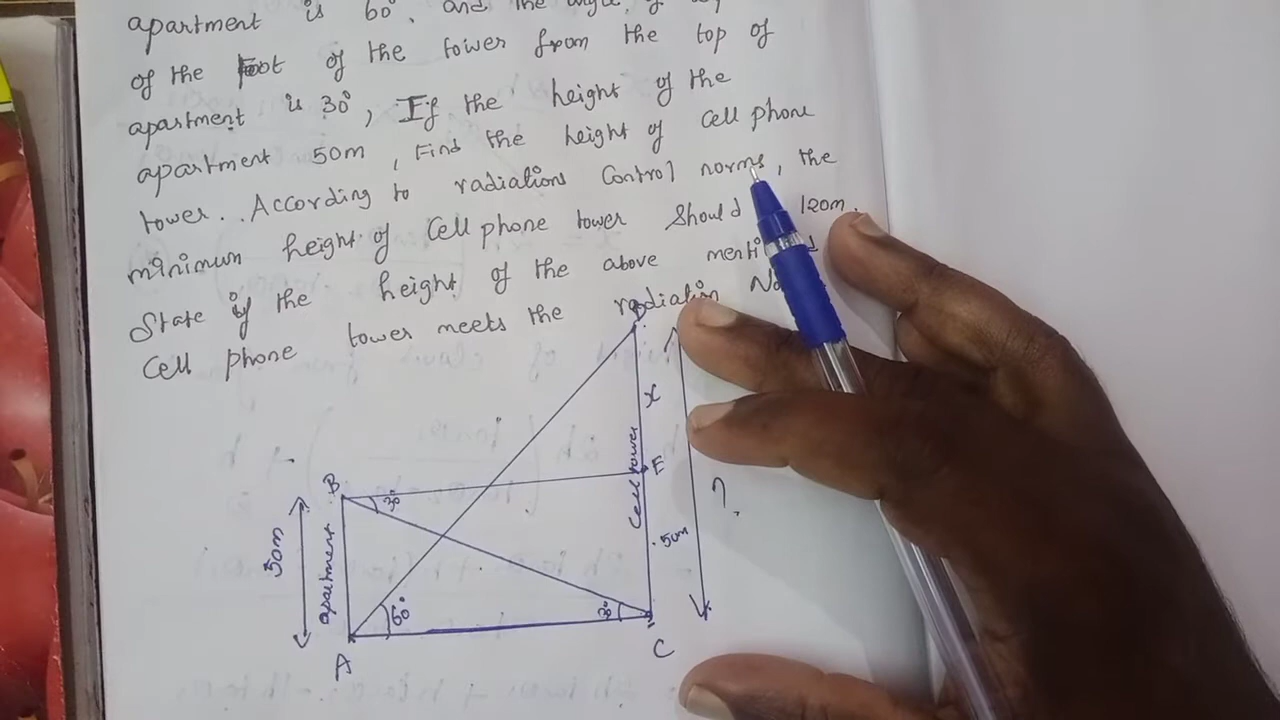 apartment is 60°. and the angle of
of the Foot of the tower from the top of
apartment is 30°, If the height of the
apartment 50m, Find the height of cell phone
tower. According to radiations control norms, the
minimum height of cell phone tower should 120m.
State if the height of the above
cell phone tower meets the radiation
D
x
cell tower
E
B
30°
50m
apartment
.50m
?
60°
30°
A
C